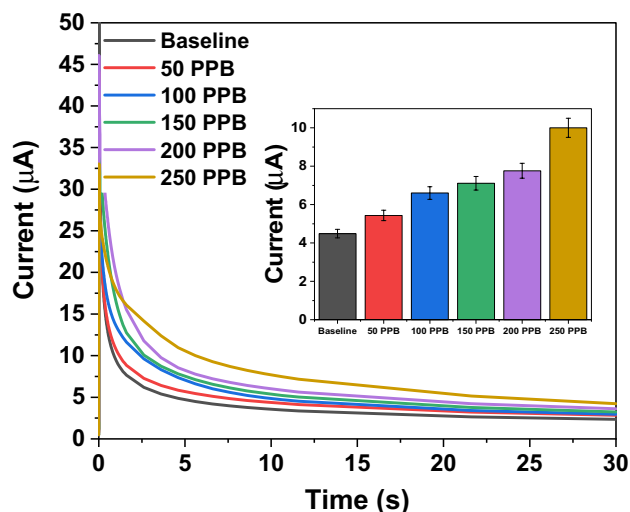 50
45
40
35
30
25
20
15
10
5
0
Current (μA)
Baseline
50 PPB
100 PPB
150 PPB
200 PPB
250 PPB
10
8
6
4
2
0
Current (μA)
Baseline 50 PPB 100 PPB 150 PPB 200 PPB 250 PPB
0 5 10 15 20 25 30
Time (s)